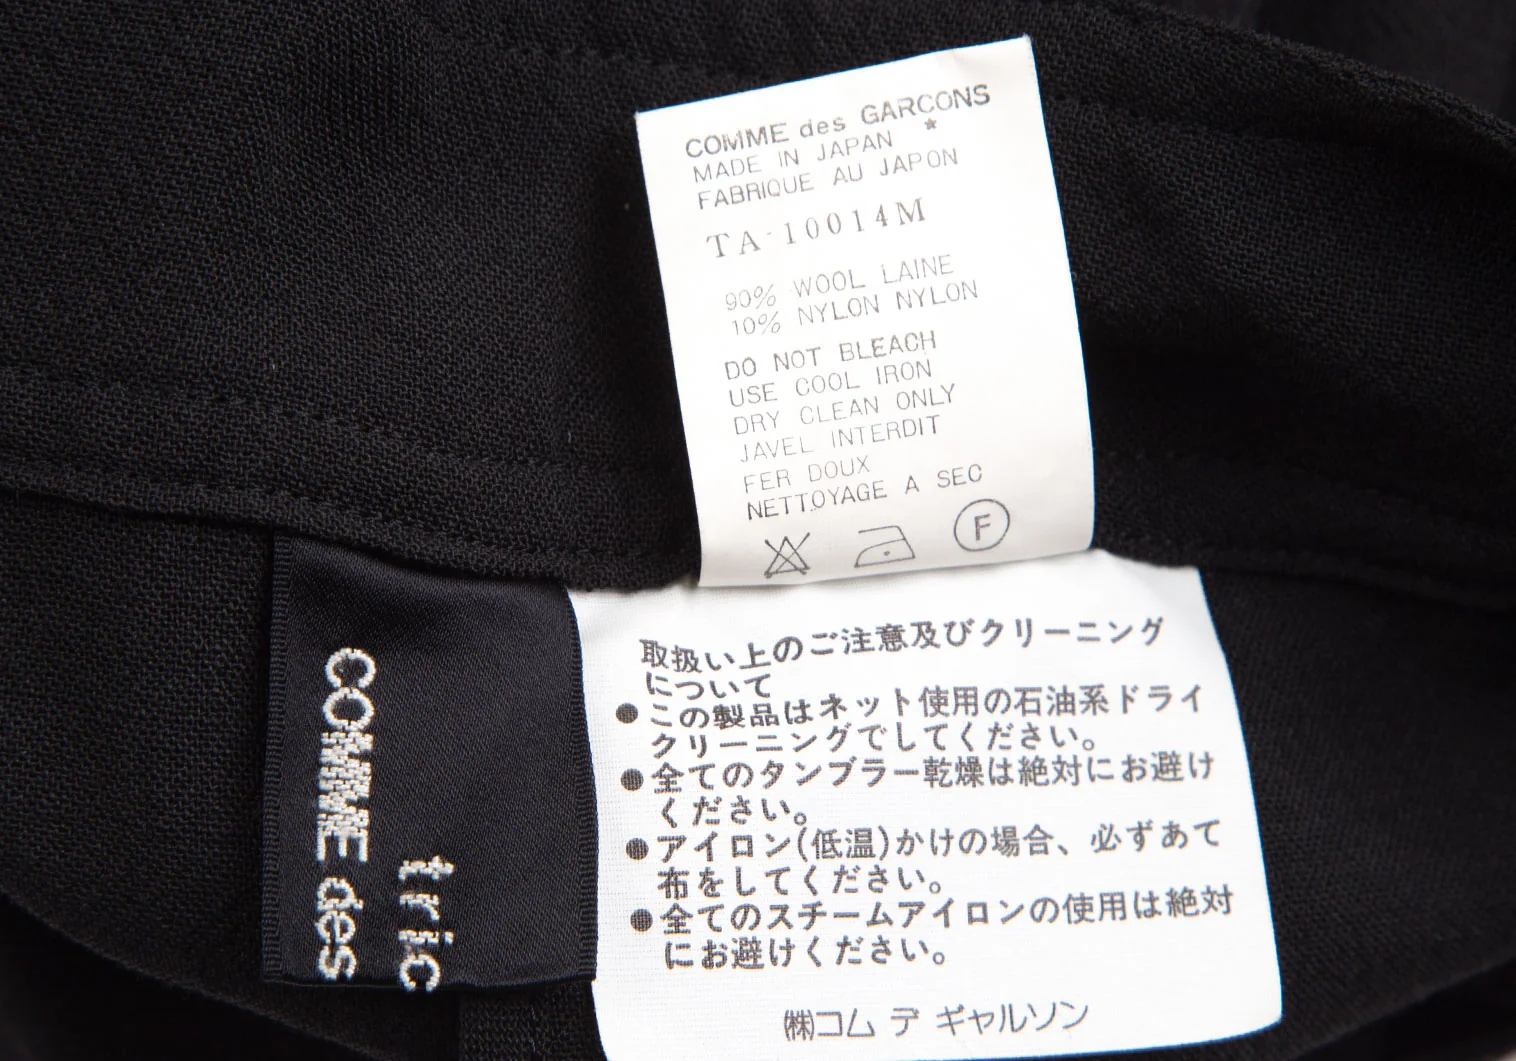 COMME des GARCONS
*
MADE IN JAPAN
FABRIQUE AU JAPON
TA-10014M
90% WOOL LAINE
10% NYLON NYLON
DO NOT BLEACH
USE COOL IRON
DRY CLEAN ONLY
JAVEL INTERDIT
FER DOUX
NETTOYAGE A SEC
F
取扱い上のご注意及びクリーニング
について
●この製品はネット使用の石油系ドライ
クリーニングでしてください。
●全てのタンブラー乾燥は絶対にお避け
ください。
●アイロン(低温)かけの場合、必ずあて
布をしてください。
●全てのスチームアイロンの使用は絶対
にお避けください。
㈱コム デ ギャルソン
tric
COMME des